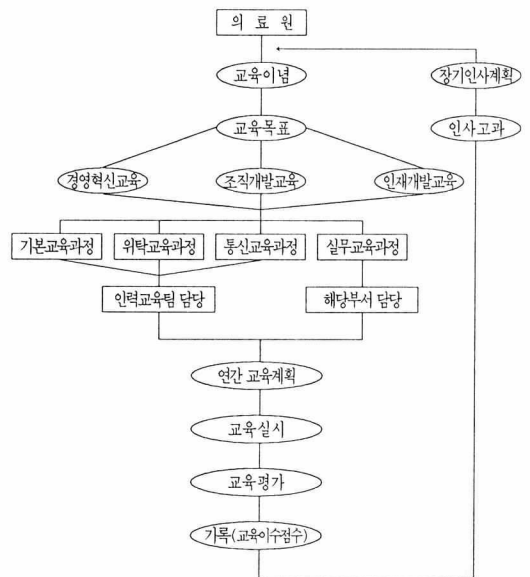 의 료 원
교육이념
장기인사계획
교육목표
인사고과
경영혁신교육
조직개발교육
인재개발교육
기본교육과정
위탁교육과정
통신교육과정
실무교육과정
인력교육팀 담당
해당부서 담당
연간 교육계획
교육실시
교육평가
기록(교육이수점수)